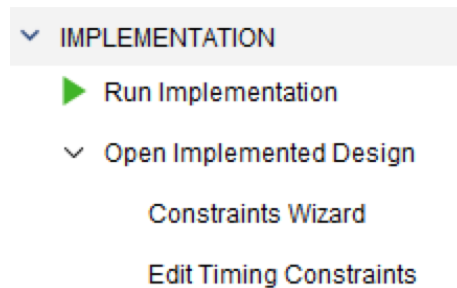 IMPLEMENTATION
Run Implementation
Open Implemented Design
Constraints Wizard
Edit Timing Constraints